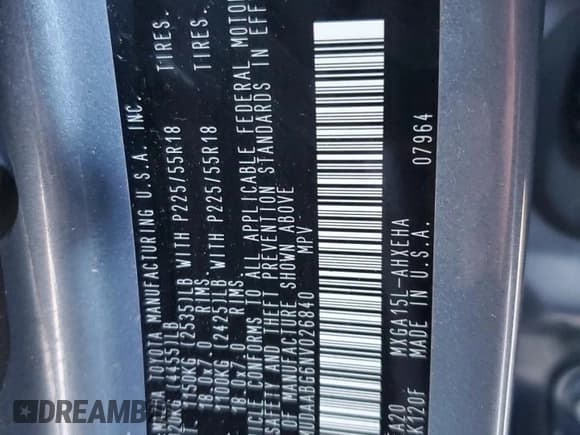 TOYOTA MANUFACTURING U.S.A. INC.
(4455)LB
1150KG (2535)LB WITH P225/55R18 TIRES.
18.0x7.0 RIMS.
1100KG (2425)LB WITH P225/55R18 TIRES.
18.0x7.0 RIMS.
CONFORMS TO ALL APPLICABLE FEDERAL MOTOR
SAFETY AND THEFT PREVENTION STANDARDS IN EFF
OF MANUFACTURE SHOWN ABOVE
MPV
A20 MXGA15L-AHXEHA
K120F MADE IN U.S.A. 07964
DREAMB